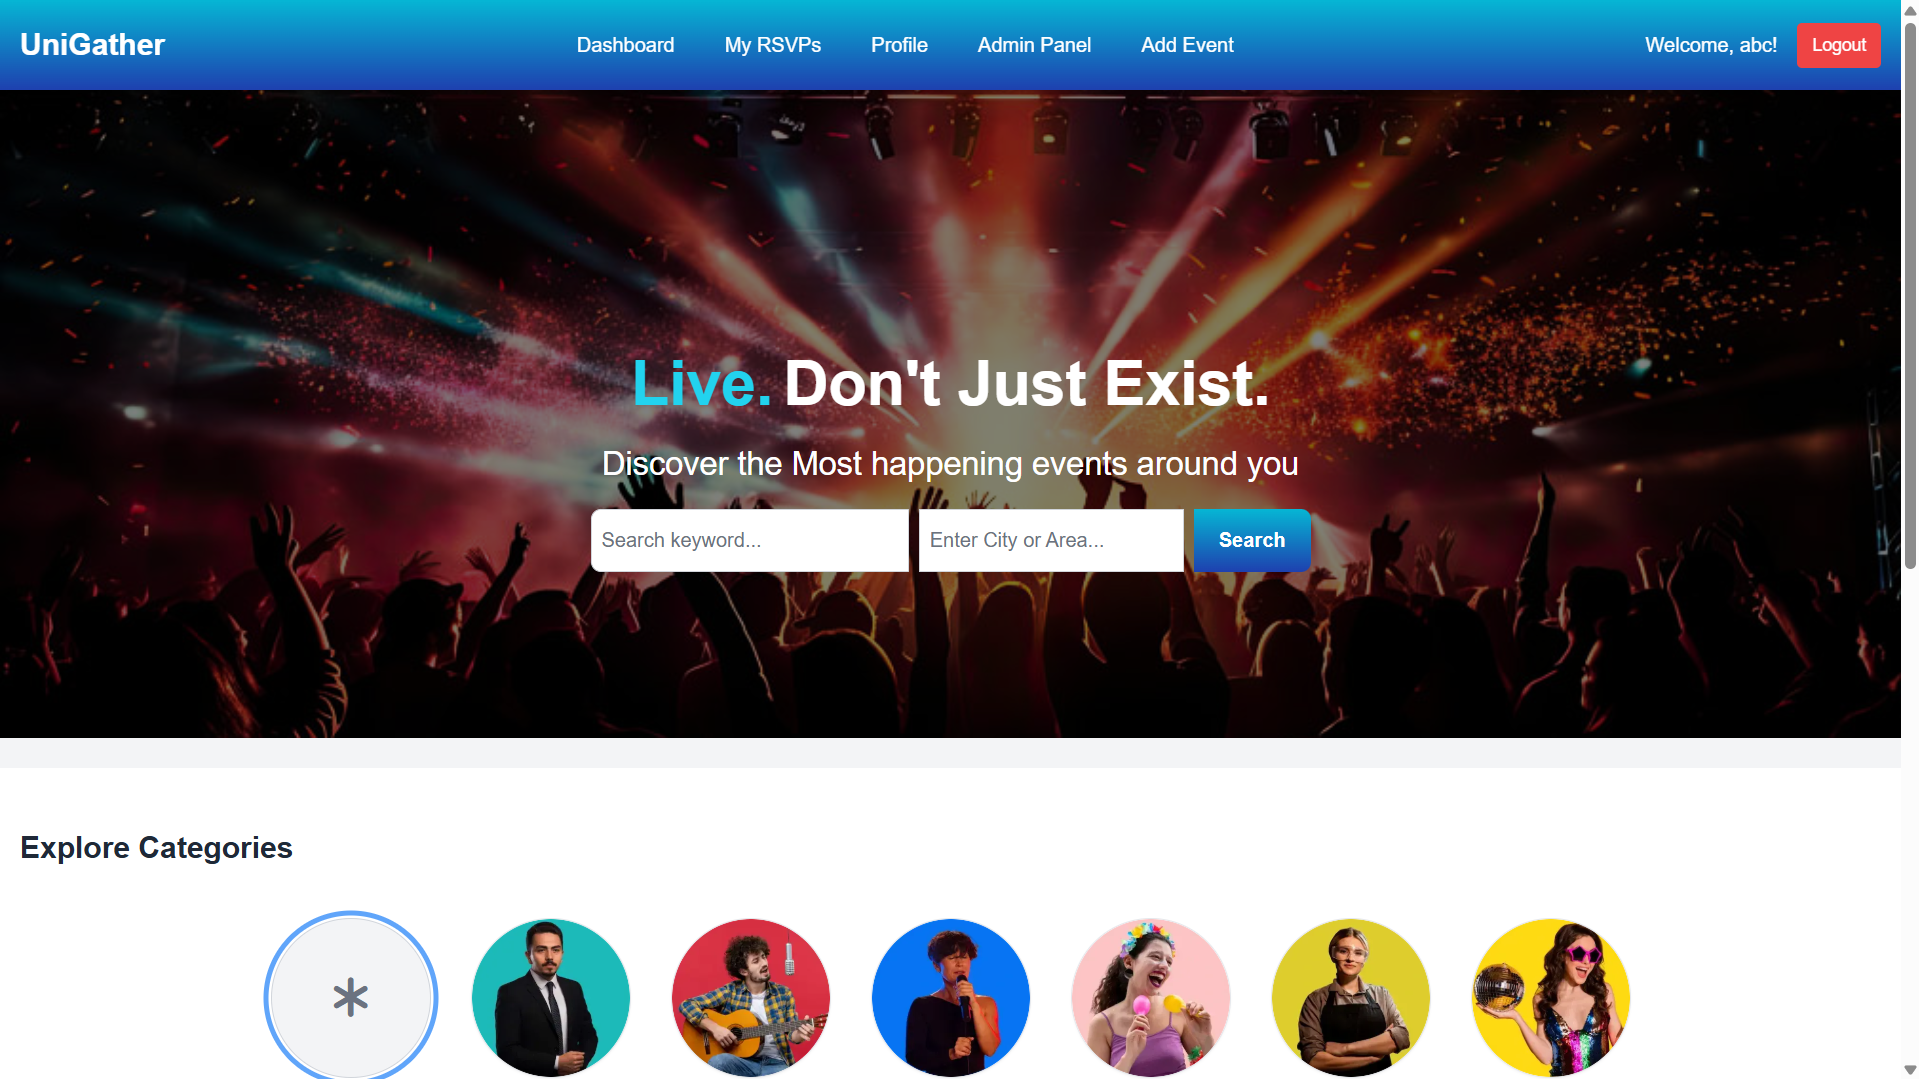 UniGather
Dashboard My RSVPs Profile Admin Panel Add Event
Welcome, abc! Logout
Live. Don't Just Exist.
Discover the Most happening events around you
Search keyword... Enter City or Area... Search
Explore Categories